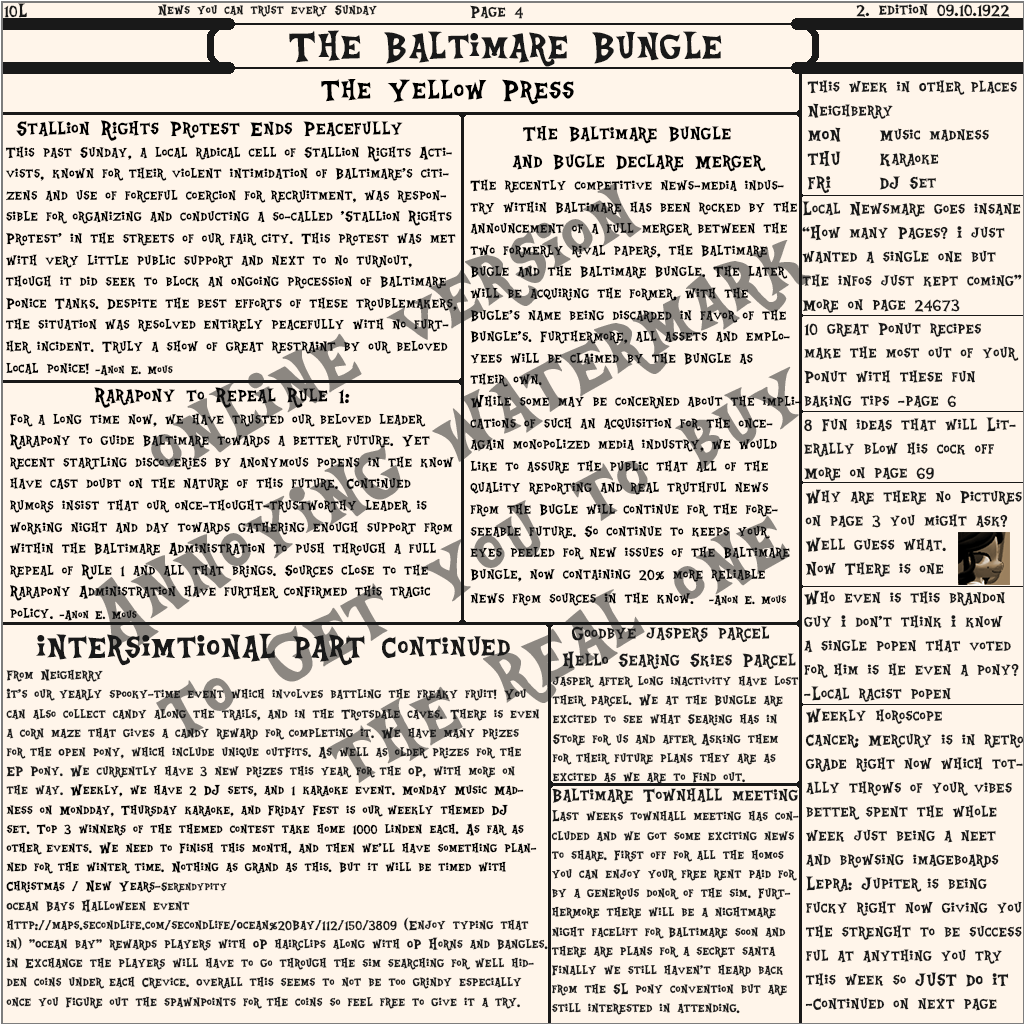 10L News you can trust every Sunday PAGE 4 2. EDITION 09.10.1922
THE BALTIMARE BUNGLE
THE YELLOW PRESS
STALLION RIGHTS PROTEST ENDS PEACEFULLY
THIS PAST SUNDAY, A LOCAL RADICAL CELL OF STALLION RIGHTS ACTI-
VISTS, KNOWN FOR THEIR VIOLENT INTIMIDATION OF BALTIMARE'S CITI-
ZENS AND USE OF FORCEFUL COERCION FOR RECRUITMENT, WAS RESPON-
SIBLE FOR ORGANIZING AND CONDUCTING A SO-CALLED 'STALLION RIGHTS
PROTEST' IN THE STREETS OF OUR FAIR CITY. THIS PROTEST WAS MET
WITH VERY LITTLE PUBLIC SUPPORT AND NEXT TO NO TURNOUT,
THOUGH IT DID SEEK TO BLOCK AN ONGOING PROCESSION OF BALTIMARE
PONICE TANKS. DESPITE THE BEST EFFORTS OF THESE TROUBLEMAKERS,
THE SITUATION WAS RESOLVED ENTIRELY PEACEFULLY WITH NO FURT-
HER INCIDENT. TRULY A SHOW OF GREAT RESTRAINT BY OUR BELOVED
LOCAL PONICE! -ANON E. MOUS
RARAPONY TO REPEAL RULE 1:
FOR A LONG TIME NOW, WE HAVE TRUSTED OUR BELOVED LEADER
RARAPONY TO GUIDE BALTIMARE TOWARDS A BETTER FUTURE. YET
RECENT STARTLING DISCOVERIES BY ANONYMOUS POPENS IN THE KNOW
HAVE CAST DOUBT ON THE NATURE OF THIS FUTURE. CONTINUED
RUMORS INSIST THAT OUR ONCE-THOUGHT-TRUSTWORTHY LEADER IS
WORKING NIGHT AND DAY TOWARDS GATHERING ENOUGH SUPPORT FROM
WITHIN THE BALTIMARE ADMINISTRATION TO PUSH THROUGH A FULL
REPEAL OF RULE 1 AND ALL THAT BRINGS. SOURCES CLOSE TO THE
RARAPONY ADMINISTRATION HAVE FURTHER CONFIRMED THIS TRAGIC
POLICY. -ANON E. MOUS
THE BALTIMARE BUNGLE
AND BUGLE DECLARE MERGER
THE RECENTLY COMPETITIVE NEWS-MEDIA INDUS-
TRY WITHIN BALTIMARE HAS BEEN ROCKED BY THE
ANNOUNCEMENT OF A FULL MERGER BETWEEN THE
TWO FORMERLY RIVAL PAPERS, THE BALTIMARE
BUGLE AND THE BALTIMARE BUNGLE. THE LATER
WILL BE ACQUIRING THE FORMER, WITH THE
BUGLE'S NAME BEING DISCARDED IN FAVOR OF THE
BUNGLE'S. FURTHERMORE, ALL ASSETS AND EMPLO-
YEES WILL BE CLAIMED BY THE BUNGLE AS
THEIR OWN.
WHILE SOME MAY BE CONCERNED ABOUT THE IMPLI-
CATIONS OF SUCH AN ACQUISITION FOR THE ONCE-
AGAIN MONOPOLIZED MEDIA INDUSTRY, WE WOULD
LIKE TO ASSURE THE PUBLIC THAT ALL OF THE
QUALITY REPORTING AND REAL TRUTHFUL NEWS
FROM THE BUGLE WILL CONTINUE FOR THE FORE-
SEEABLE FUTURE. SO CONTINUE TO KEEPS YOUR
EYES PEELED FOR NEW ISSUES OF THE BALTIMARE
BUNGLE, NOW CONTAINING 20% MORE RELIABLE
NEWS FROM SOURCES IN THE KNOW. -ANON E. MOUS
INTERSIMTIONAL PART CONTINUED
FROM NEIGHERRY
IT'S OUR YEARLY SPOOKY-TIME EVENT WHICH INVOLVES BATTLING THE FREAKY FRUIT! YOU
CAN ALSO COLLECT CANDY ALONG THE TRAILS, AND IN THE TROTSDALE CAVES. THERE IS EVEN
A CORN MAZE THAT GIVES A CANDY REWARD FOR COMPLETING IT. WE HAVE MANY PRIZES
FOR THE OPEN PONY, WHICH INCLUDE UNIQUE OUTFITS. AS WELL AS OLDER PRIZES FOR THE
EP PONY. WE CURRENTLY HAVE 3 NEW PRIZES THIS YEAR FOR THE OP, WITH MORE ON
THE WAY. WEEKLY, WE HAVE 2 DJ SETS, AND 1 KARAOKE EVENT. MONDAY MUSIC MAD-
NESS ON MONDDAY, THURSDAY KARAOKE, AND FRIDAY FEST IS OUR WEEKLY THEMED DJ
SET. TOP 3 WINNERS OF THE THEMED CONTEST TAKE HOME 1000 LINDEN EACH. AS FAR AS
OTHER EVENTS. WE NEED TO FINISH THIS MONTH, AND THEN WE'LL HAVE SOMETHING PLAN-
NED FOR THE WINTER TIME. NOTHING AS GRAND AS THIS. BUT IT WILL BE TIMED WITH
CHRISTMAS / NEW YEARS-SERENDYPITY
OCEAN BAYS HALLOWEEN EVENT
HTTP://MAPS.SECONDLIFE.COM/SECONDLIFE/OCEAN%20BAY/112/150/3809 (ENJOY TYPING THAT
IN) "OCEAN BAY" REWARDS PLAYERS WITH OP HAIRCLIPS ALONG WITH OP HORNS AND BANGLES.
IN EXCHANGE THE PLAYERS WILL HAVE TO GO THROUGH THE SIM SEARCHING FOR WELL HID-
DEN COINS UNDER EACH CREVICE. OVERALL THIS SEEMS TO NOT BE TOO GRINDY ESPECIALLY
ONCE YOU FIGURE OUT THE SPAWNPOINTS FOR THE COINS SO FEEL FREE TO GIVE IT A TRY.
GOODBYE JASPERS PARCEL
HELLO SEARING SKIES PARCEL
JASPER AFTER LONG INACTIVITY HAVE LOST
THEIR PARCEL. WE AT THE BUNGLE ARE
EXCITED TO SEE WHAT SEARING HAS IN
STORE FOR US AND AFTER ASKING THEM
FOR THEIR FUTURE PLANS THEY ARE AS
EXCITED AS WE ARE TO FIND OUT.
BALTIMARE TOWNHALL MEETING
LAST WEEKS TOWNHALL MEETING HAS CON-
CLUDED AND WE GOT SOME EXCITING NEWS
TO SHARE. FIRST OFF FOR ALL THE HOMOS
YOU CAN ENJOY YOUR FREE RENT PAID FOR
BY A GENEROUS DONOR OF THE SIM. FURT-
HERMORE THERE WILL BE A NIGHTMARE
NIGHT FACELIFT FOR BALTIMARE SOON AND
THERE ARE PLANS FOR A SECRET SANTA
FINALLY WE STILL HAVEN'T HEARD BACK
FROM THE SL PONY CONVENTION BUT ARE
STILL INTERESTED IN ATTENDING.
THIS WEEK IN OTHER PLACES
NEIGHBERRY
MON MUSIC MADNESS
THU KARAOKE
FRI DJ SET
LOCAL NEWSMARE GOES INSANE
"HOW MANY PAGES? I JUST
WANTED A SINGLE ONE BUT
THE INFOS JUST KEPT COMING"
MORE ON PAGE 24673
10 GREAT PONUT RECIPES
MAKE THE MOST OUT OF YOUR
PONUT WITH THESE FUN
BAKING TIPS -PAGE 6
8 FUN IDEAS THAT WILL LIT-
ERALLY BLOW HIS COCK OFF
MORE ON PAGE 69
WHY ARE THERE NO PICTURES
ON PAGE 3 YOU MIGHT ASK?
WELL GUESS WHAT.
NOW THERE IS ONE
WHO EVEN IS THIS BRANDON
GUY I DON'T THINK I KNOW
A SINGLE POPEN THAT VOTED
FOR HIM IS HE EVEN A PONY?
-LOCAL RACIST POPEN
WEEKLY HOROSCOPE
CANCER; MERCURY IS IN RETRO
GRADE RIGHT NOW WHICH TOT-
ALLY THROWS OF YOUR VIBES
BETTER SPENT THE WHOLE
WEEK JUST BEING A NEET
AND BROWSING IMAGEBOARDS
LEPRA: JUPITER IS BEING
FUCKY RIGHT NOW GIVING YOU
THE STRENGHT TO BE SUCCESS
FUL AT ANYTHING YOU TRY
THIS WEEK SO JUST DO IT
-CONTINUED ON NEXT PAGE
ONLINE VERSION
ANNOYING WATERMARK
TO GET YOU TO BUY
THE REAL ONE